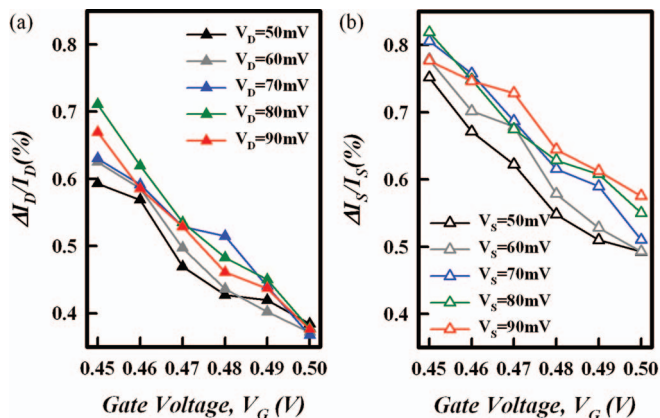 (a)
V_D=50mV
V_D=60mV
V_D=70mV
V_D=80mV
V_D=90mV
0.8
0.7
0.6
0.5
0.4
ΔI_D/I_D(%)
0.45 0.46 0.47 0.48 0.49 0.50
Gate Voltage, V_G (V)
(b)
0.8
0.7
0.6
0.5
0.4
ΔI_S/I_S(%)
V_S=50mV
V_S=60mV
V_S=70mV
V_S=80mV
V_S=90mV
0.45 0.46 0.47 0.48 0.49 0.50
Gate Voltage, V_G (V)